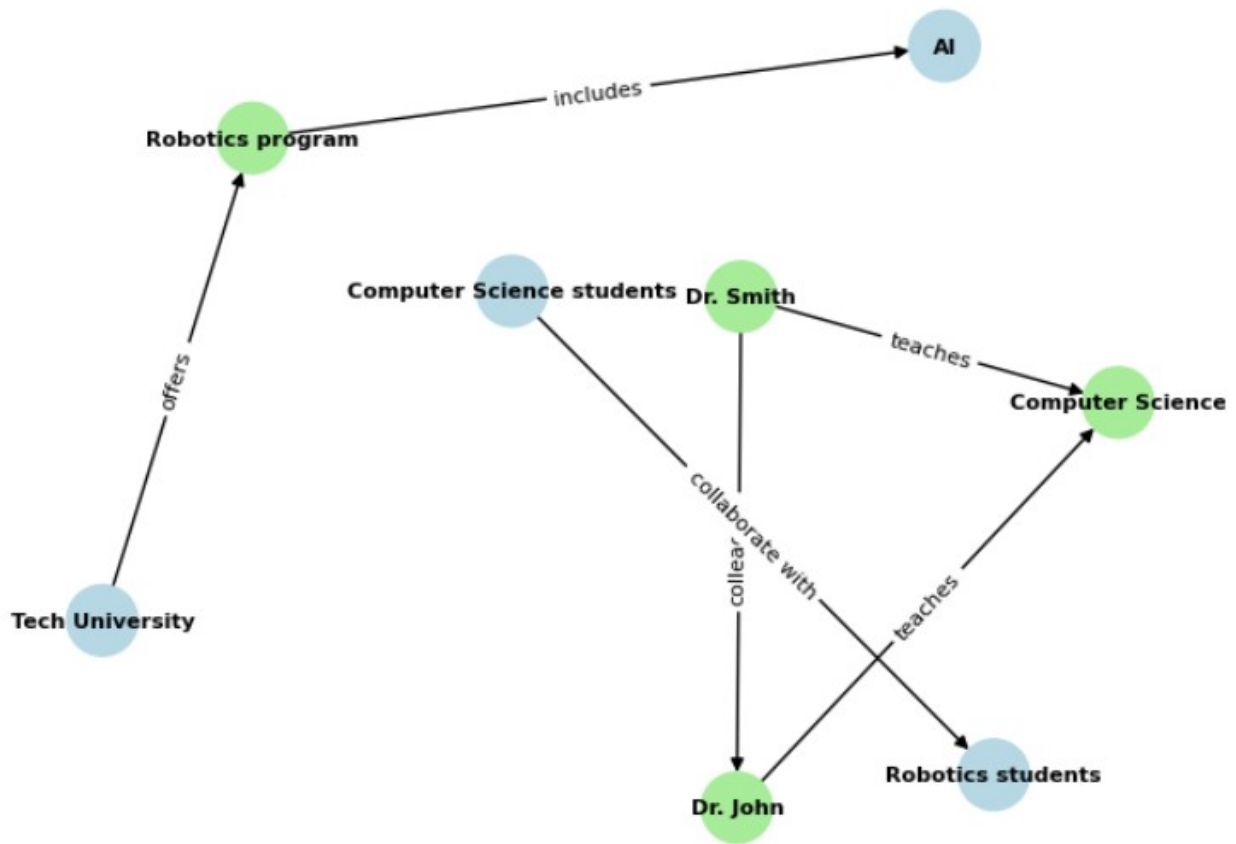 AI
includes
Robotics program
Computer Science students
Dr. Smith
teaches
offers
Computer Science
collaborate with
teaches
Tech University
Robotics students
Dr. John